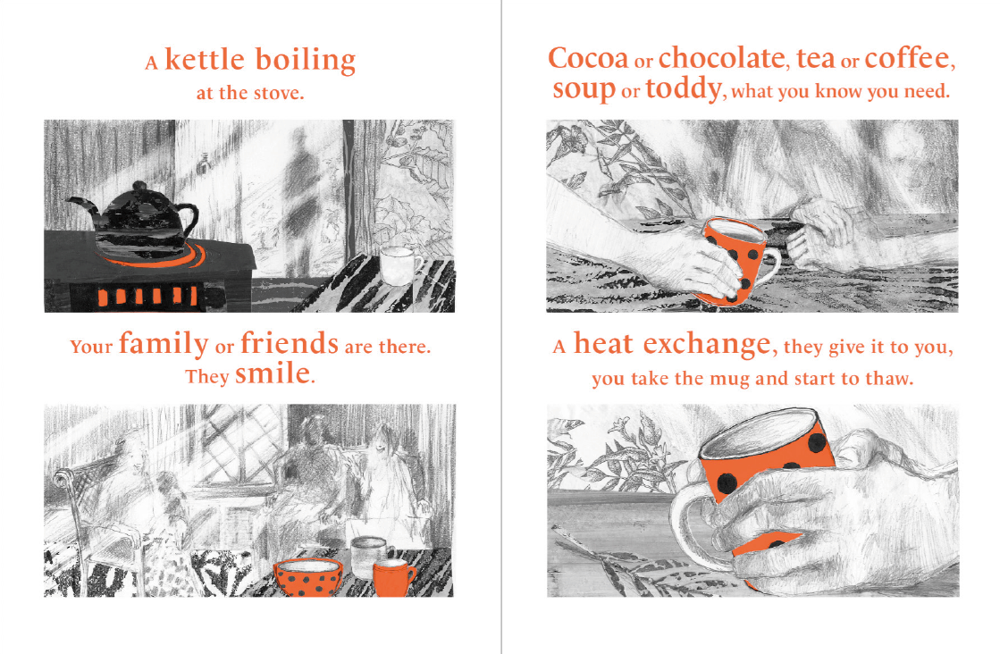 A kettle boiling
at the stove.
Your family or friends are there.
They smile.
Cocoa or chocolate, tea or coffee,
soup or toddy, what you know you need.
A heat exchange, they give it to you,
you take the mug and start to thaw.